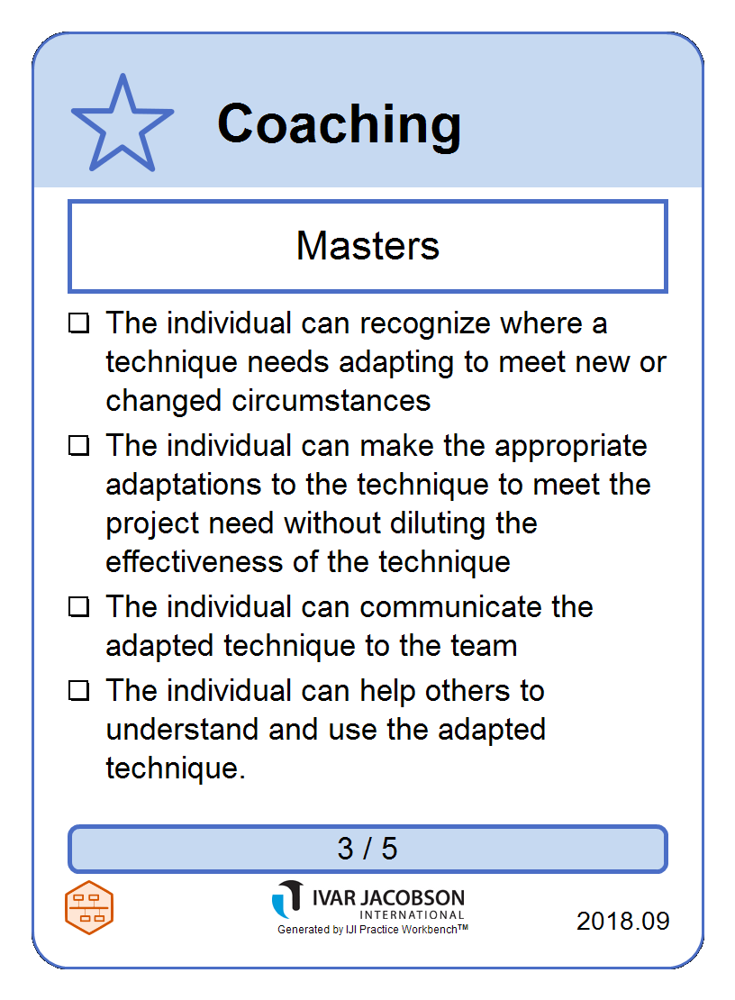 Coaching
Masters
The individual can recognize where a
technique needs adapting to meet new or
changed circumstances
The individual can make the appropriate
adaptations to the technique to meet the
project need without diluting the
effectiveness of the technique
The individual can communicate the
adapted technique to the team
The individual can help others to
understand and use the adapted
technique.
3 / 5
IVAR JACOBSON
INTERNATIONAL
Generated by IJI Practice Workbench™
2018.09